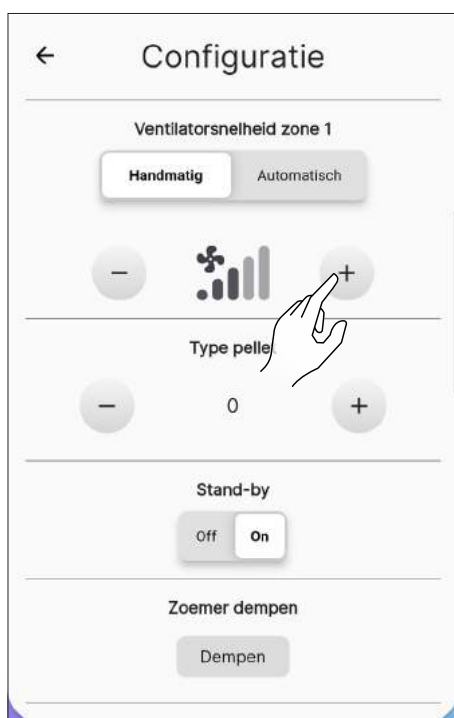 ← Configuratie
Ventilatorsnelheid zone 1
Handmatig Automatisch
− +
Type pelle
− 0 +
Stand-by
Off On
Zoemer dempen
Dempen